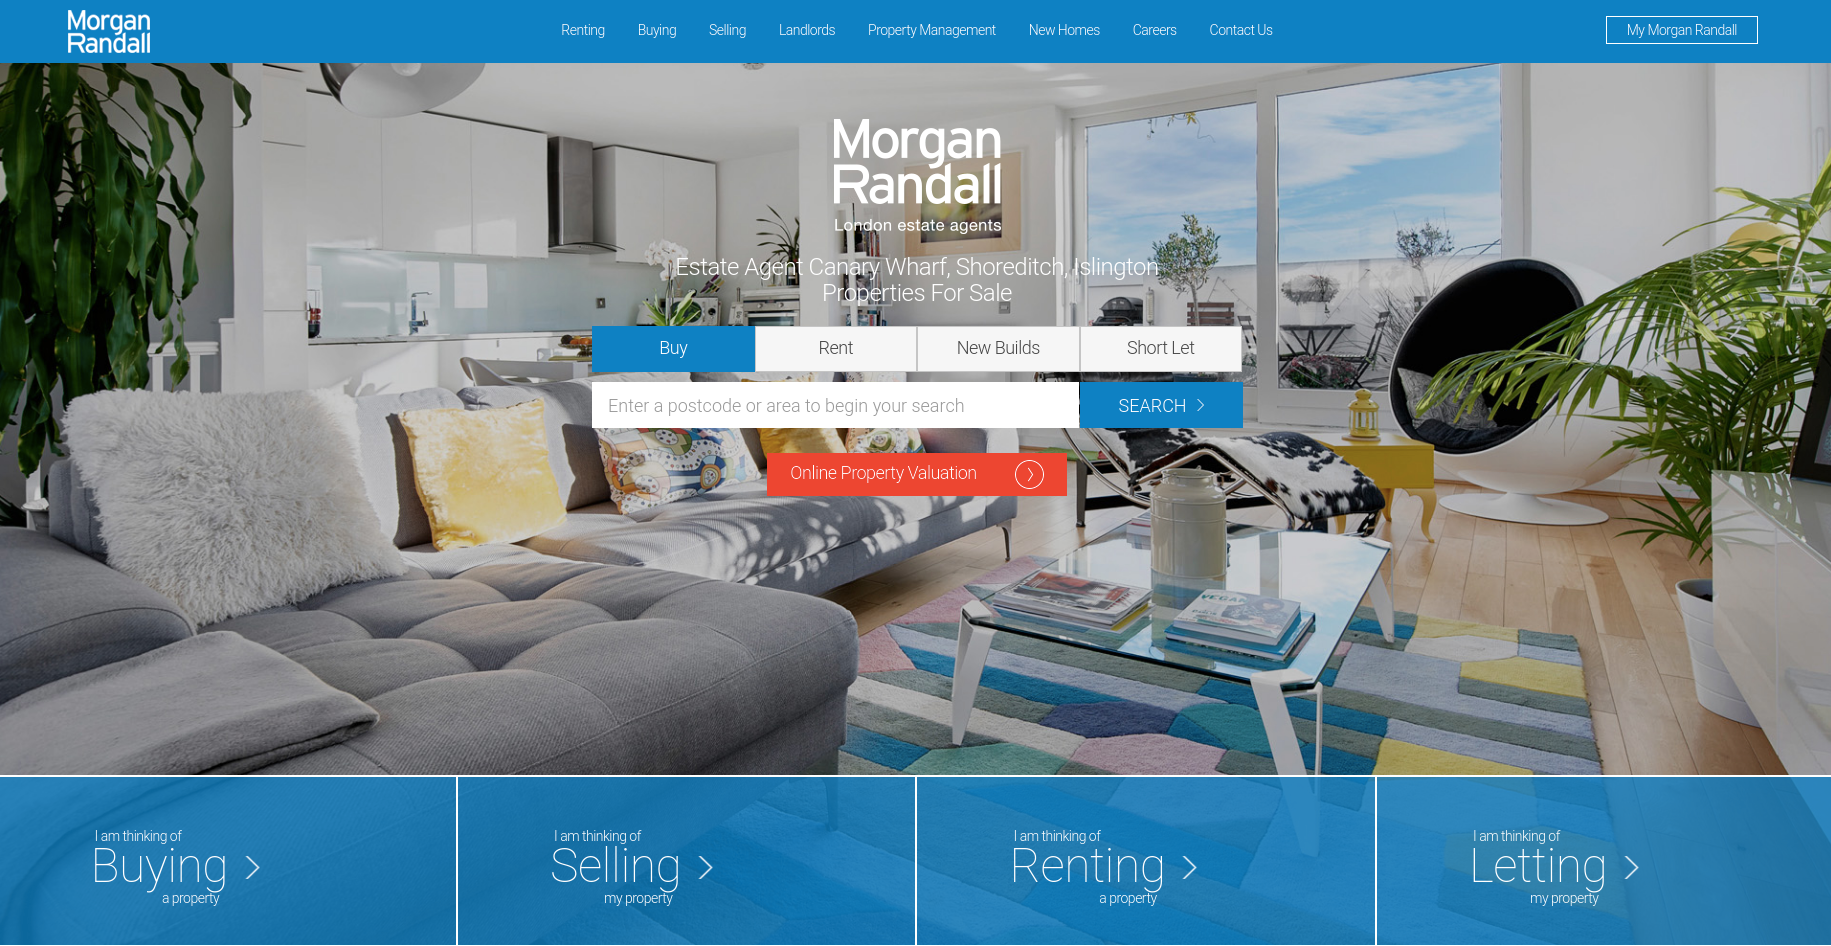 Morgan
Randall
Renting
Buying
Selling
Landlords
Property Management
New Homes
Careers
Contact Us
My Morgan Randall
Morgan
Randall
London estate agents
Estate Agent Canary Wharf, Shoreditch, Islington
Properties For Sale
Buy
Rent
New Builds
Short Let
Enter a postcode or area to begin your search
SEARCH
Online Property Valuation
VEGAN
I am thinking of
Buying
a property
I am thinking of
Selling
my property
I am thinking of
Renting
a property
I am thinking of
Letting
my property